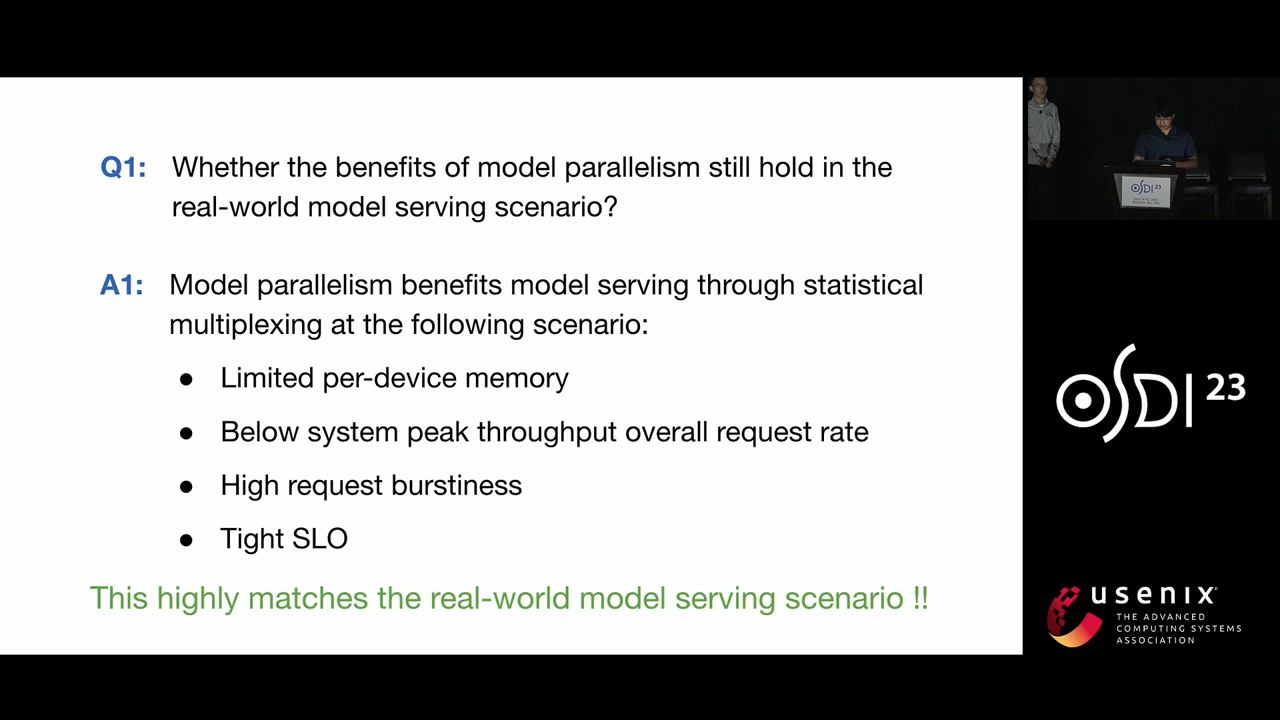 Q1: Whether the benefits of model parallelism still hold in the
real-world model serving scenario?
A1: Model parallelism benefits model serving through statistical
multiplexing at the following scenario:
● Limited per-device memory
● Below system peak throughput overall request rate
● High request burstiness
● Tight SLO
This highly matches the real-world model serving scenario !!
OSDI 23
OSDI 23
usenix
THE ADVANCED
COMPUTING SYSTEMS
ASSOCIATION